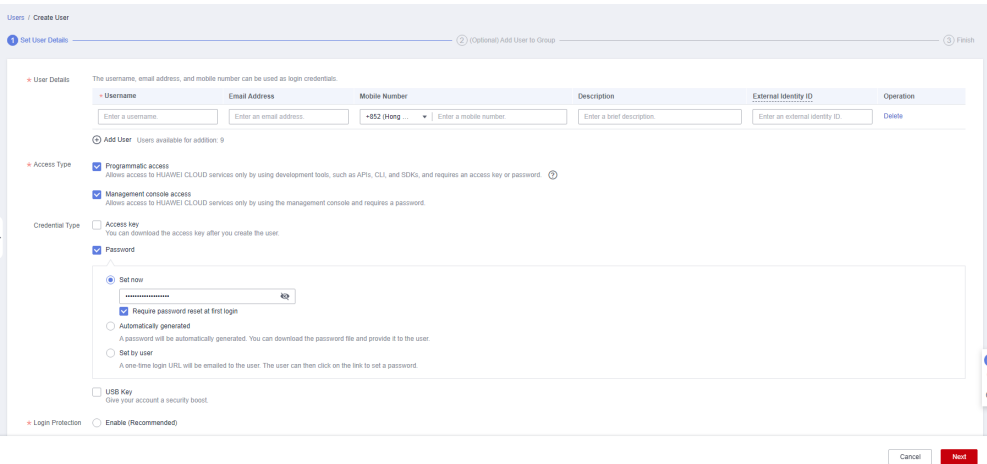 Users / Create User
1 Set User Details
2 (Optional) Add User to Group
3 Finish
* User Details
The username, email address, and mobile number can be used as login credentials.
* Username Email Address Mobile Number Description External Identity ID Operation
Enter a username. Enter an email address. +852 (Hong ... Enter a mobile number. Enter a brief description. Enter an external identity ID. Delete
Add User Users available for addition: 9
* Access Type
Programmatic access
Allows access to HUAWEI CLOUD services only by using development tools, such as APIs, CLI, and SDKs, and requires an access key or password. ?
Management console access
Allows access to HUAWEI CLOUD services only by using the management console and requires a password.
Credential Type
Access key
You can download the access key after you create the user.
Password
Set now
Require password reset at first login
Automatically generated
A password will be automatically generated. You can download the password file and provide it to the user.
Set by user
A one-time login URL will be emailed to the user. The user can then click on the link to set a password.
USB Key
Give your account a security boost.
* Login Protection
Enable (Recommended)
Cancel
Next